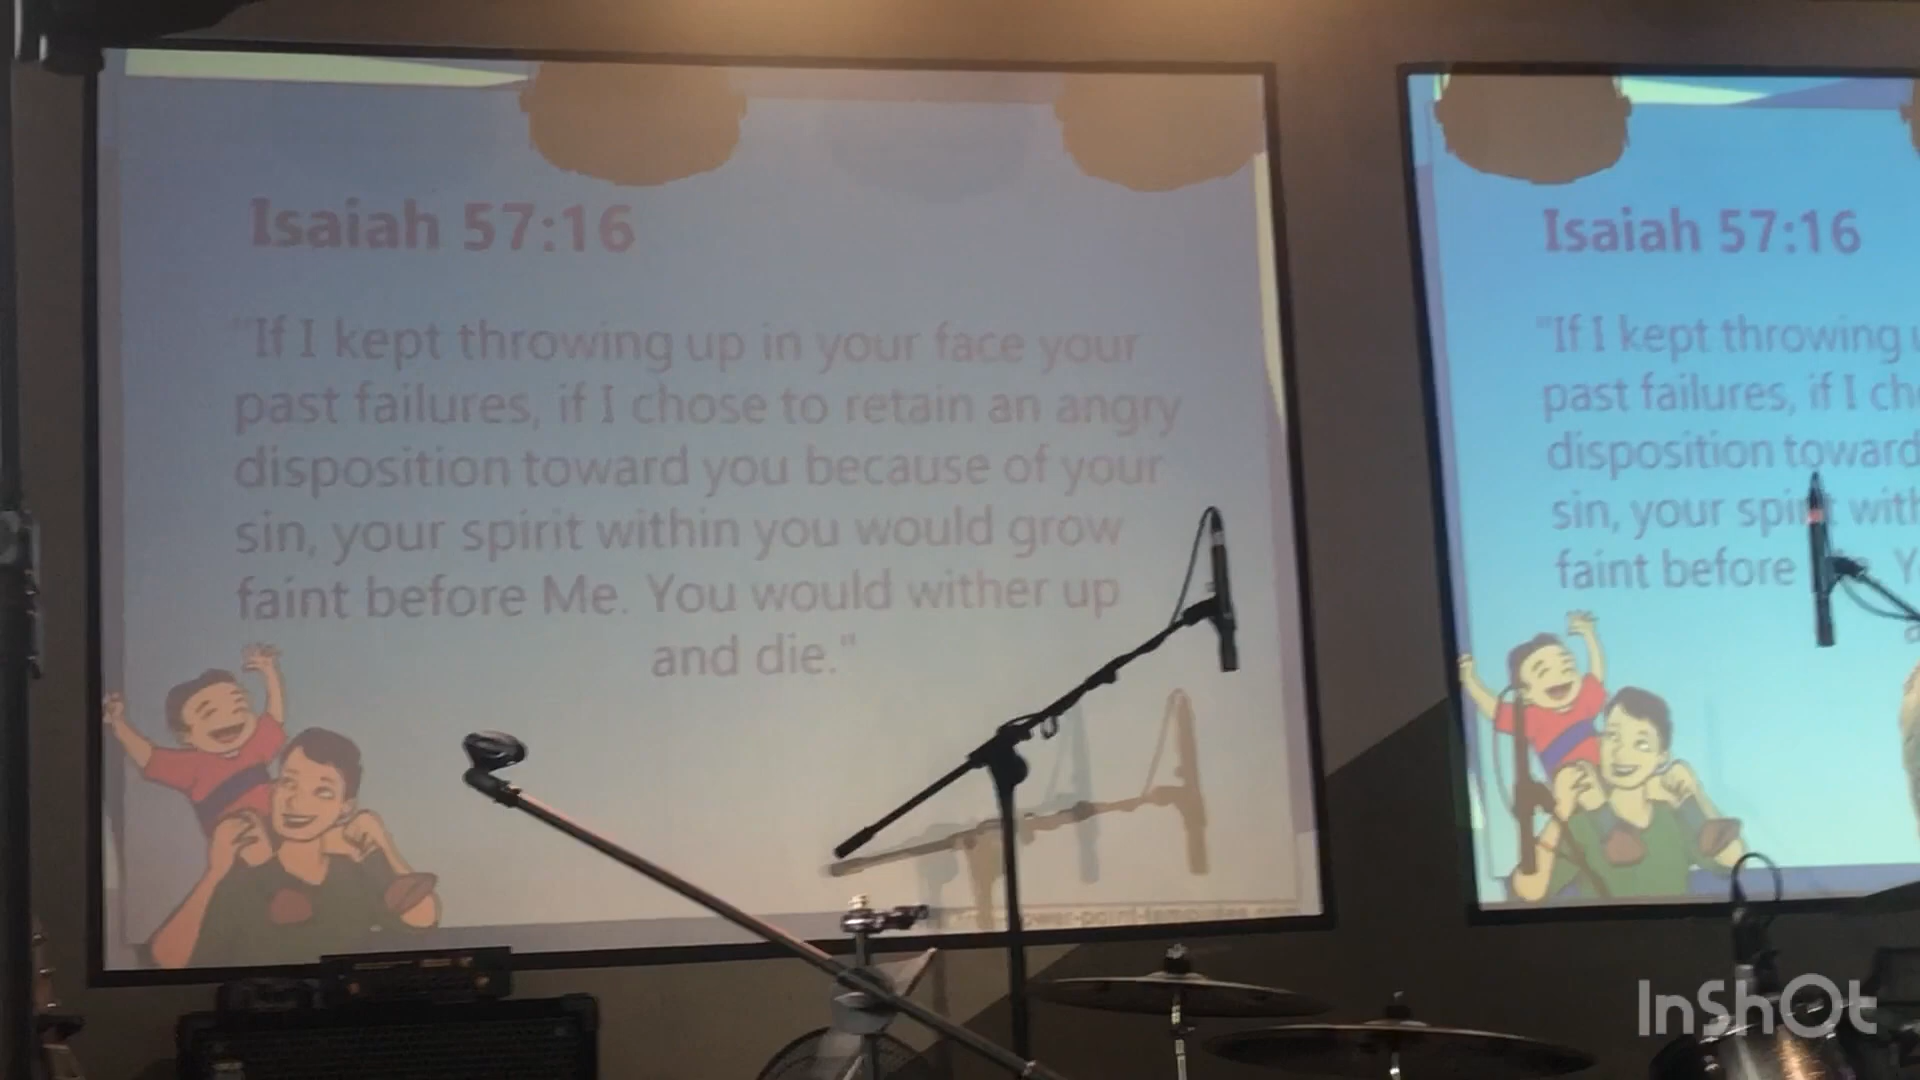 Isaiah 57:16
"If I kept throwing up in your face your
past failures, if I chose to retain an angry
disposition toward you because of your
sin, your spirit within you would grow
faint before Me. You would wither up
and die."
Isaiah 57:16
"If I kept throwing
past failures, if I
disposition toward
sin, your spirit
faint before
InShOt